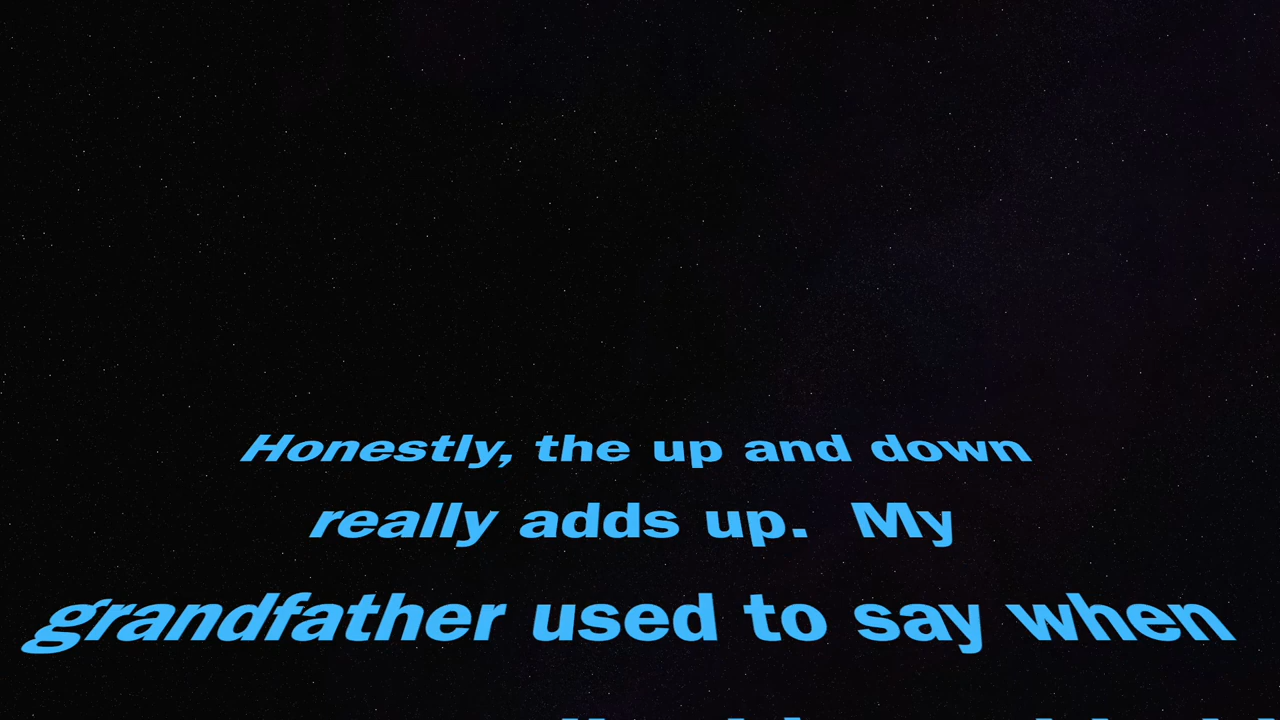 Honestly, the up and down
really adds up.  My
grandfather used to say when